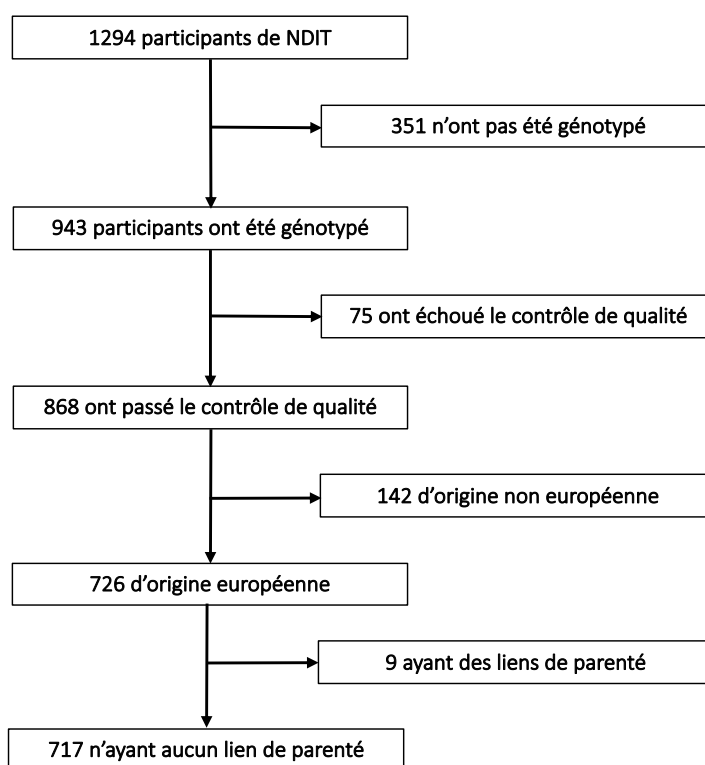 1294 participants de NDIT
351 n'ont pas été génotypé
943 participants ont été génotypé
75 ont échoué le contrôle de qualité
868 ont passé le contrôle de qualité
142 d'origine non européenne
726 d'origine européenne
9 ayant des liens de parenté
717 n'ayant aucun lien de parenté